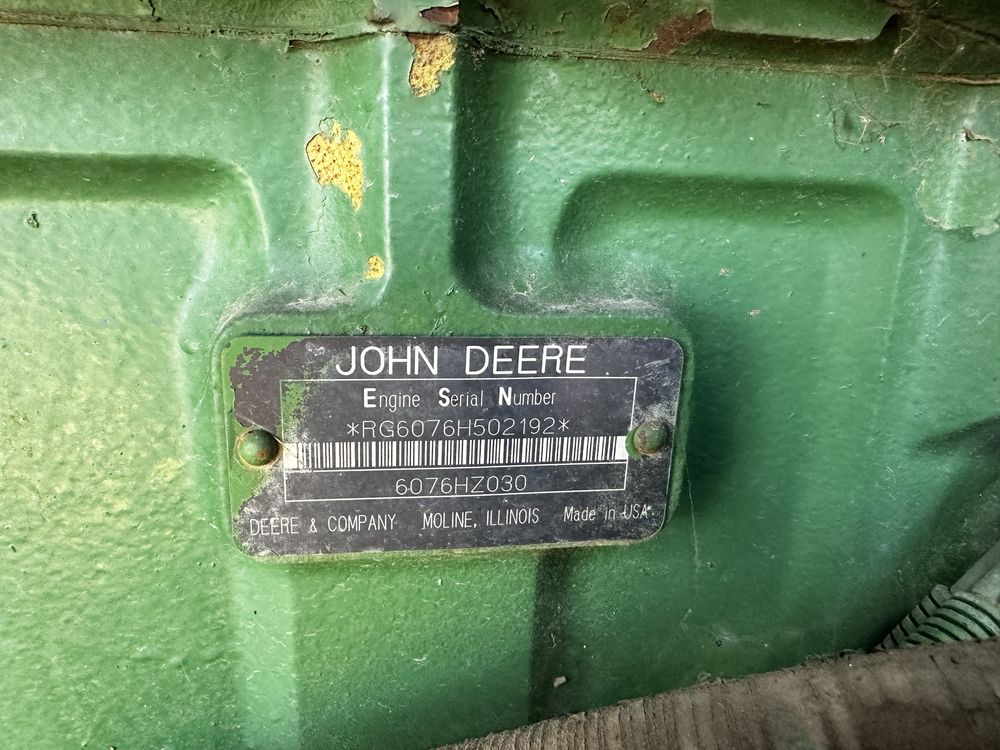 JOHN DEERE
Engine Serial Number
*RG6076H502192*
6076HZ030
DEERE & COMPANY MOLINE, ILLINOIS Made in USA